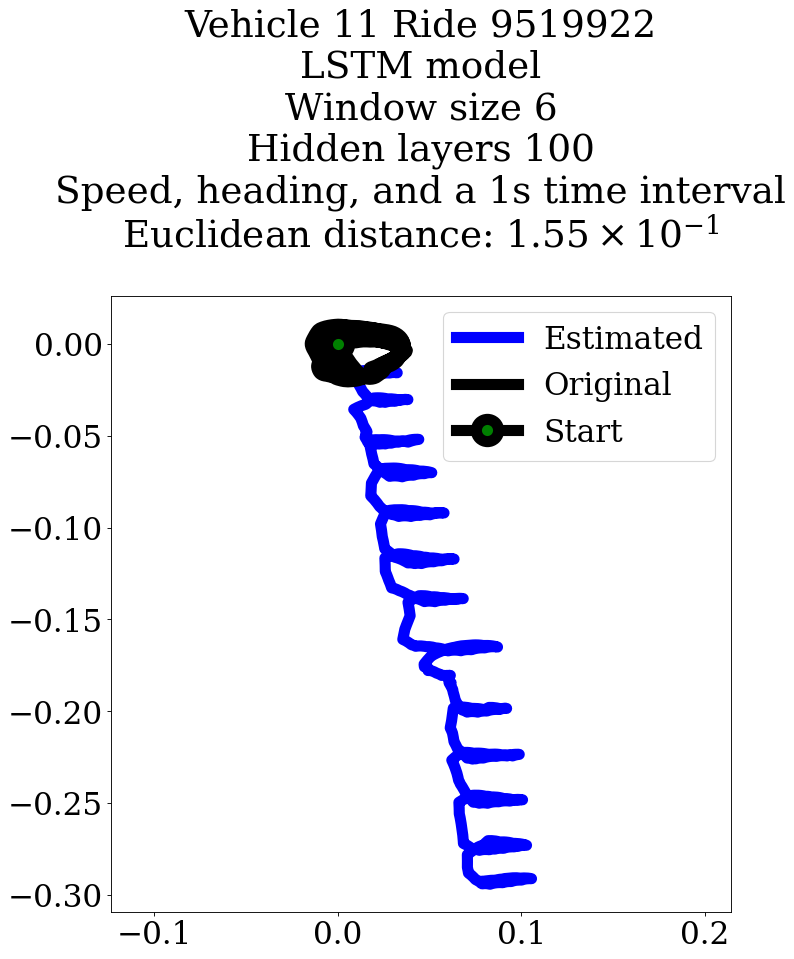 Vehicle 11 Ride 9519922
LSTM model
Window size 6
Hidden layers 100
Speed, heading, and a 1s time interval
Euclidean distance: 1.55 × 10⁻¹
Estimated
Original
Start
0.00
−0.05
−0.10
−0.15
−0.20
−0.25
−0.30
−0.1 0.0 0.1 0.2